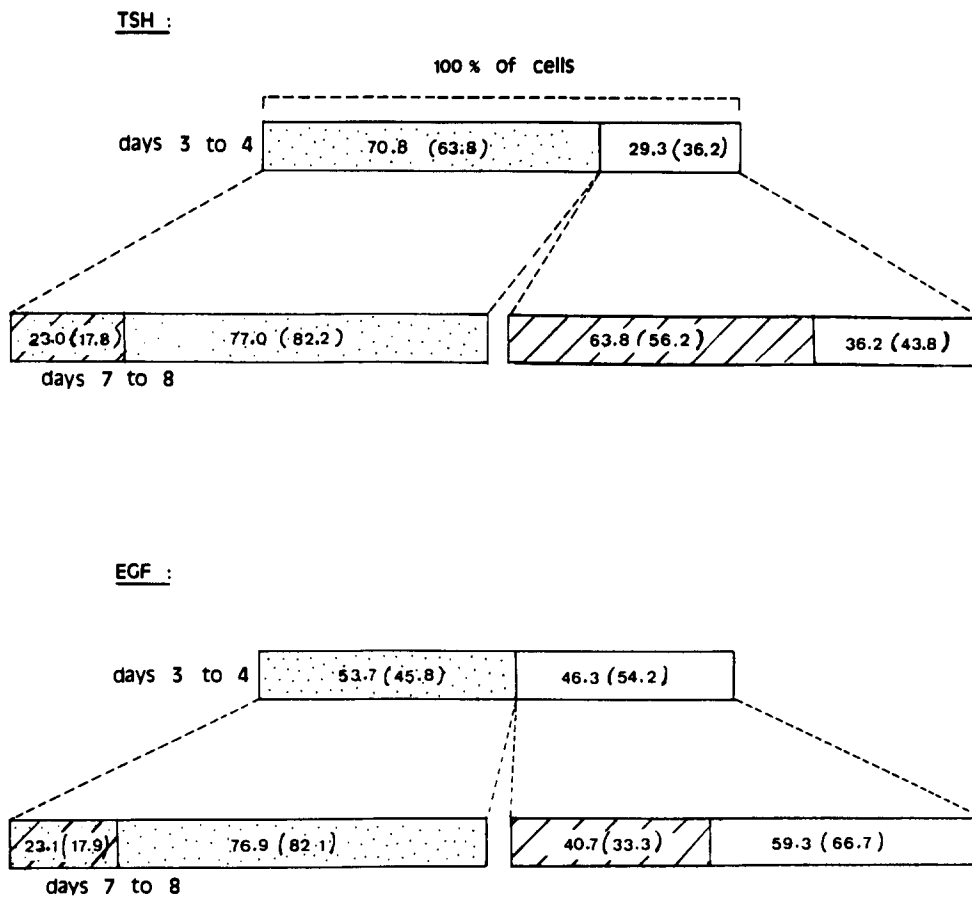 TSH :
100 % of cells
days 3 to 4
70.8 (63.8)
29.3 (36.2)
23.0 (17.8)
77.0 (82.2)
63.8 (56.2)
36.2 (43.8)
days 7 to 8
EGF :
days 3 to 4
53.7 (45.8)
46.3 (54.2)
23.1 (17.9)
76.9 (82.1)
40.7 (33.3)
59.3 (66.7)
days 7 to 8